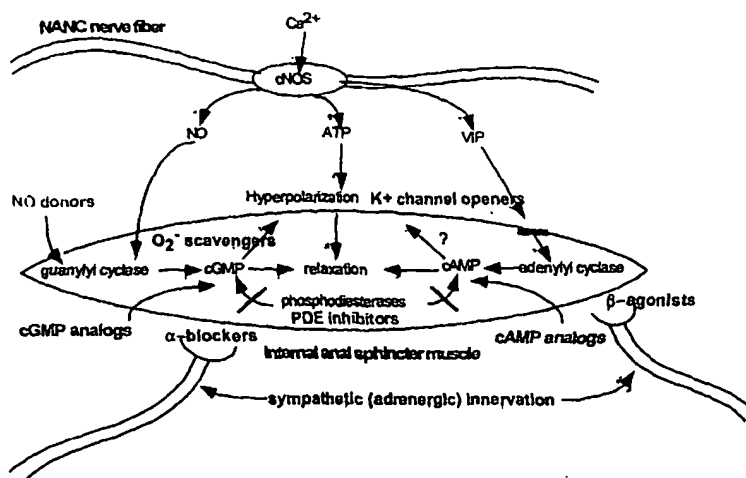 NANC nerve fiber
Ca2+
cNOS
NO
ATP
VIP
Hyperpolarization K+ channel openers
NO donors
O2- scavengers
?
guanylyl cyclase
cGMP
relaxation
cAMP
adenylyl cyclase
phosphodiesterases
PDE inhibitors
β-agonists
cGMP analogs
α-blockers
cAMP analogs
Internal anal sphincter muscle
sympathetic (adrenergic) innervation